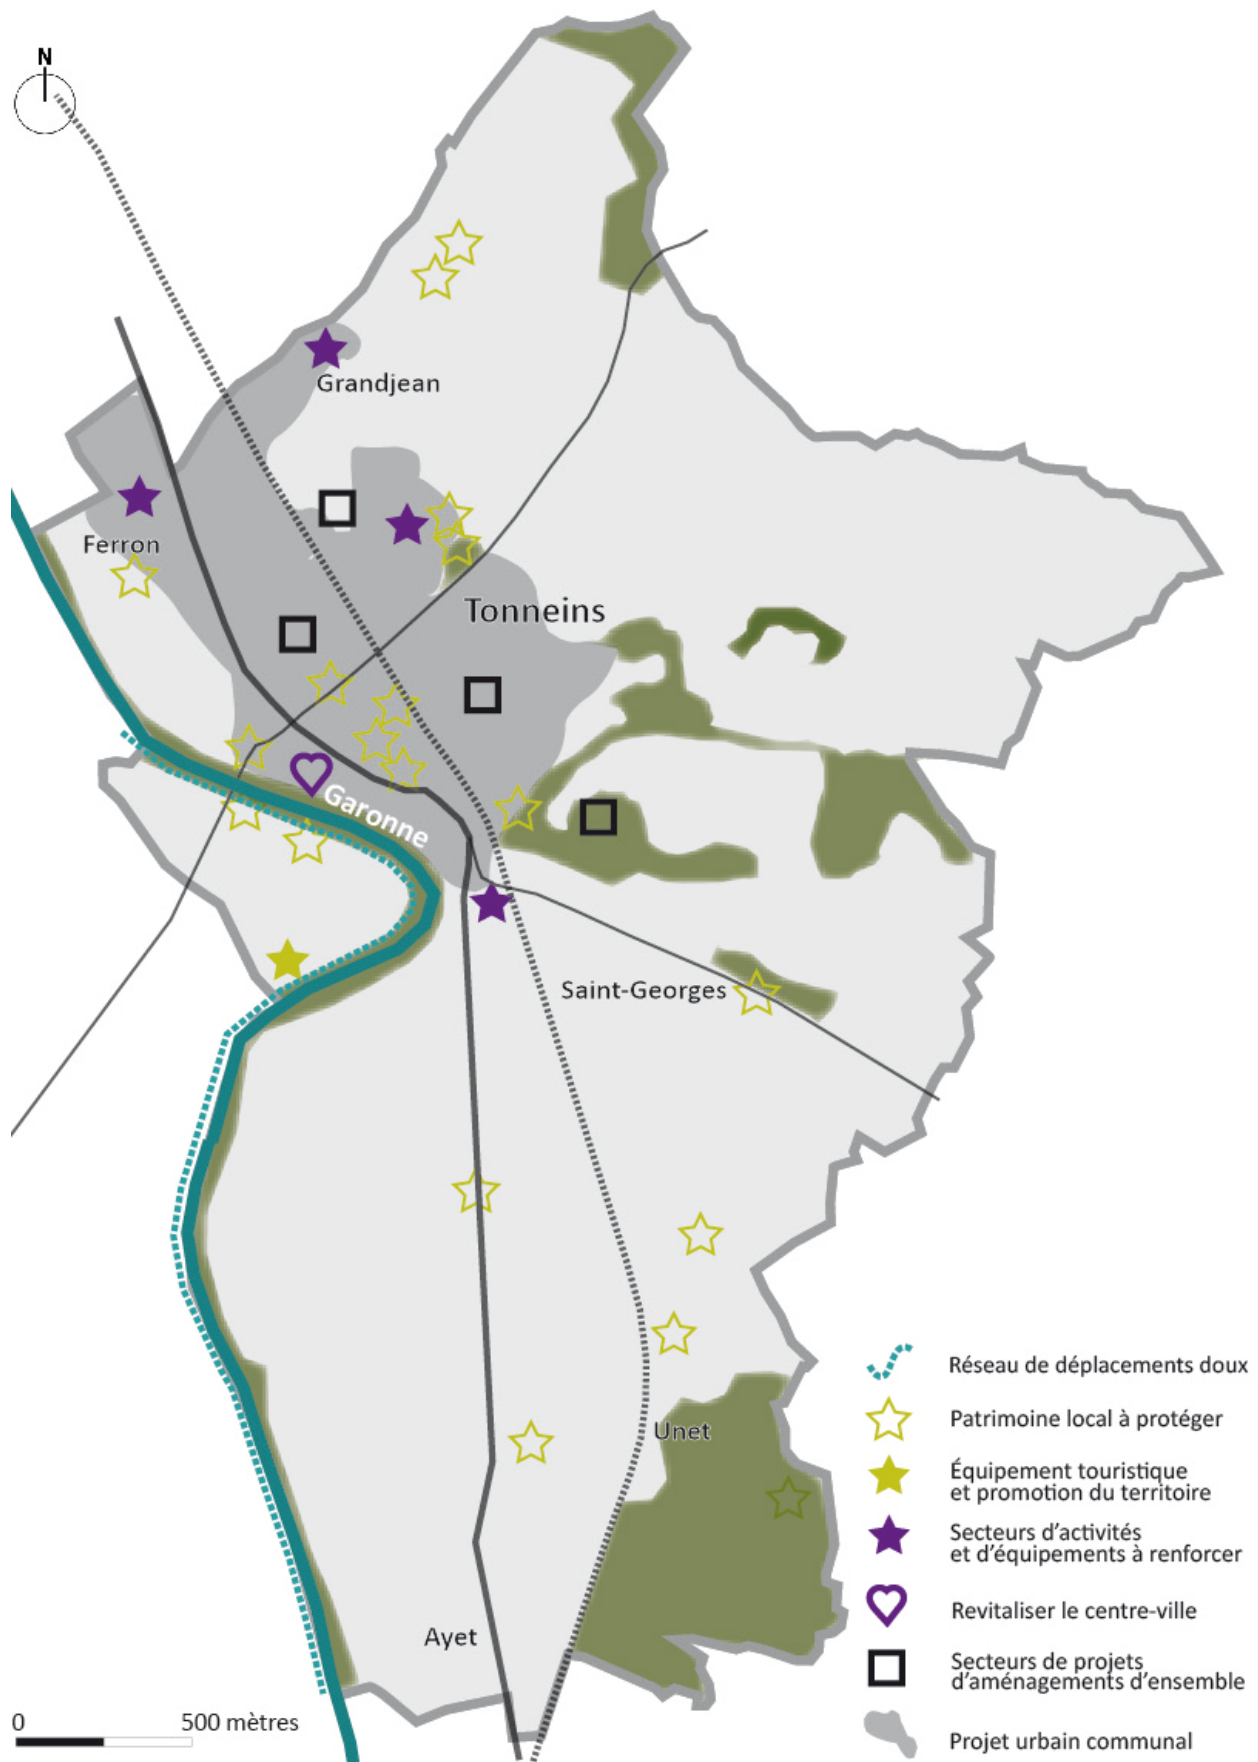 N
Grandjean
Ferron
Tonneins
Garonne
Saint-Georges
Unet
Ayet
0 500 mètres
Réseau de déplacements doux
Patrimoine local à protéger
Équipement touristique
et promotion du territoire
Secteurs d'activités
et d'équipements à renforcer
Revitaliser le centre-ville
Secteurs de projets
d'aménagements d'ensemble
Projet urbain communal